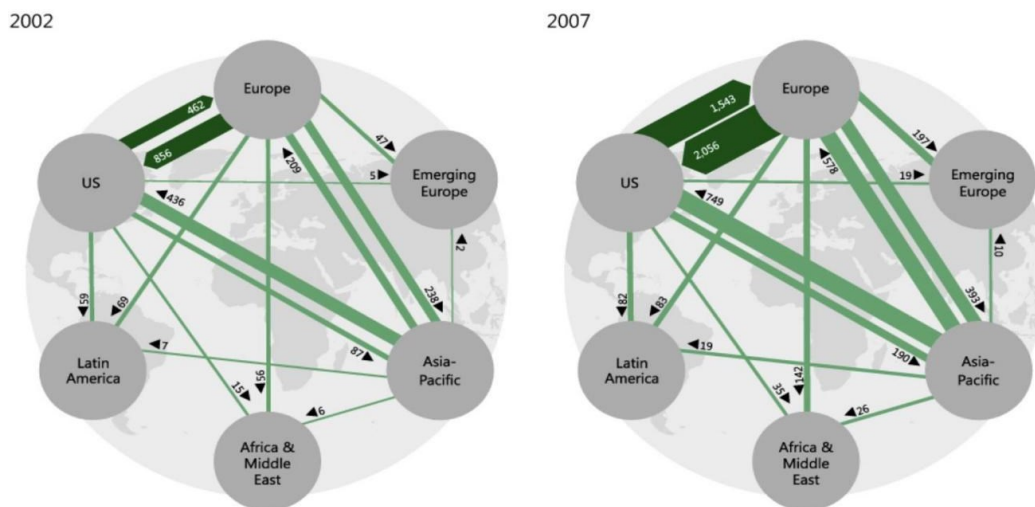 2002
Europe
462
856
47
US
5
Emerging
Europe
209
436
2
59
69
238
87
7
Latin
America
Asia-
Pacific
15
56
6
Africa &
Middle
East
2007
Europe
1,543
2,056
197
US
19
Emerging
Europe
578
749
10
82
83
393
190
19
Latin
America
Asia-
Pacific
35
142
26
Africa &
Middle
East